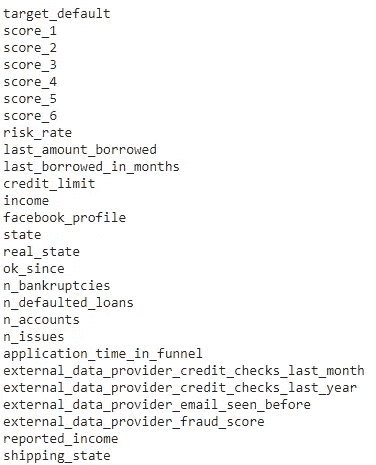 target_default
score_1
score_2
score_3
score_4
score_5
score_6
risk_rate
last_amount_borrowed
last_borrowed_in_months
credit_limit
income
facebook_profile
state
real_state
ok_since
n_bankruptcies
n_defaulted_loans
n_accounts
n_issues
application_time_in_funnel
external_data_provider_credit_checks_last_month
external_data_provider_credit_checks_last_year
external_data_provider_email_seen_before
external_data_provider_fraud_score
reported_income
shipping_state